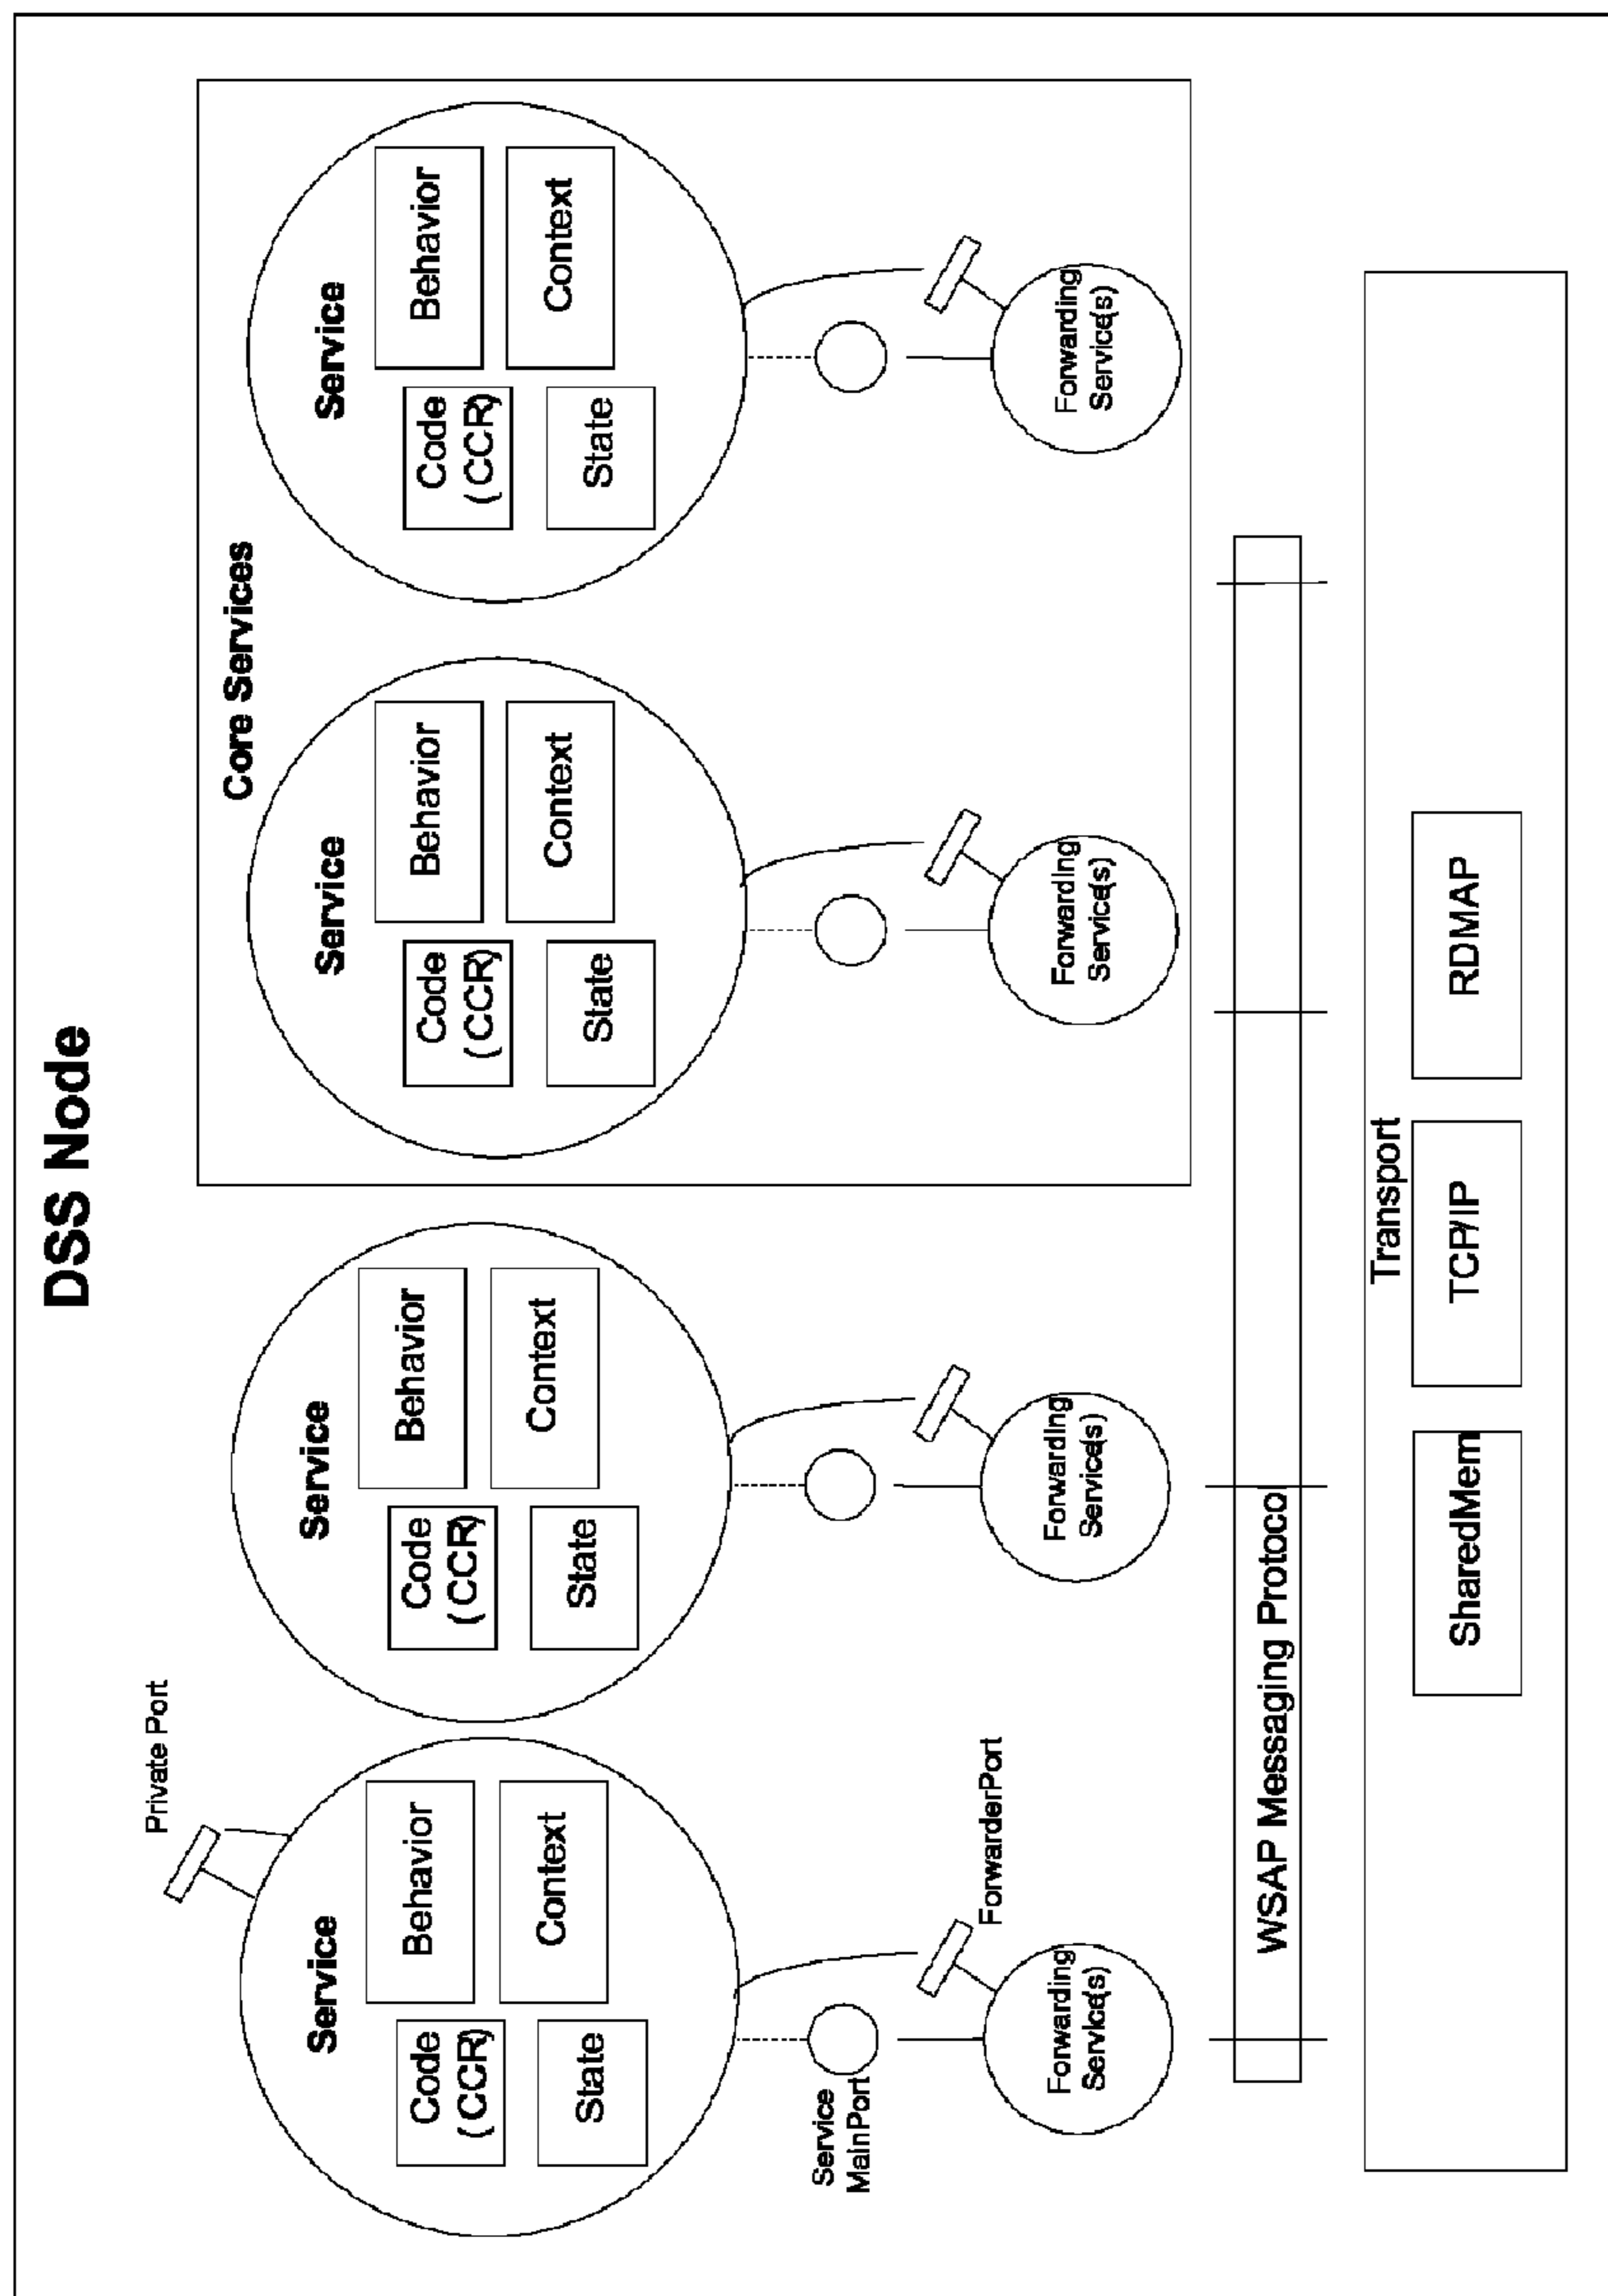 DSS Node
Private Port
Core Services
Service
Code
(CCR)
Behavior
State
Context
Service
Code
(CCR)
Behavior
State
Context
Service
Code
(CCR)
Behavior
State
Context
Service
Code
(CCR)
Behavior
State
Context
Service
MainPort
ForwarderPort
Forwarding
Service(s)
Forwarding
Service(s)
Forwarding
Service(s)
Forwarding
Service(s)
WSAP Messaging Protocol
Transport
SharedMem
TCP/IP
RDMAP